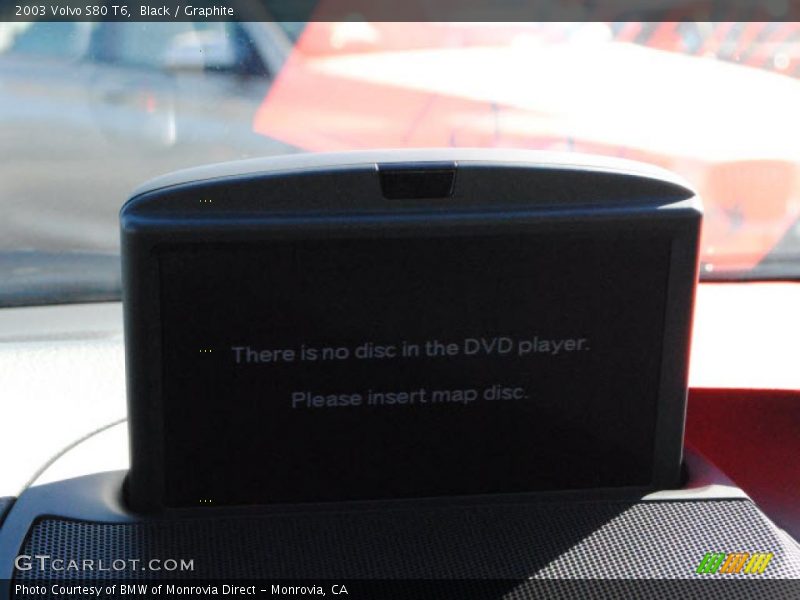 2003 Volvo S80 T6,  Black / Graphite
There is no disc in the DVD player.
Please insert map disc.
GTCARLOT.COM
Photo Courtesy of BMW of Monrovia Direct - Monrovia, CA